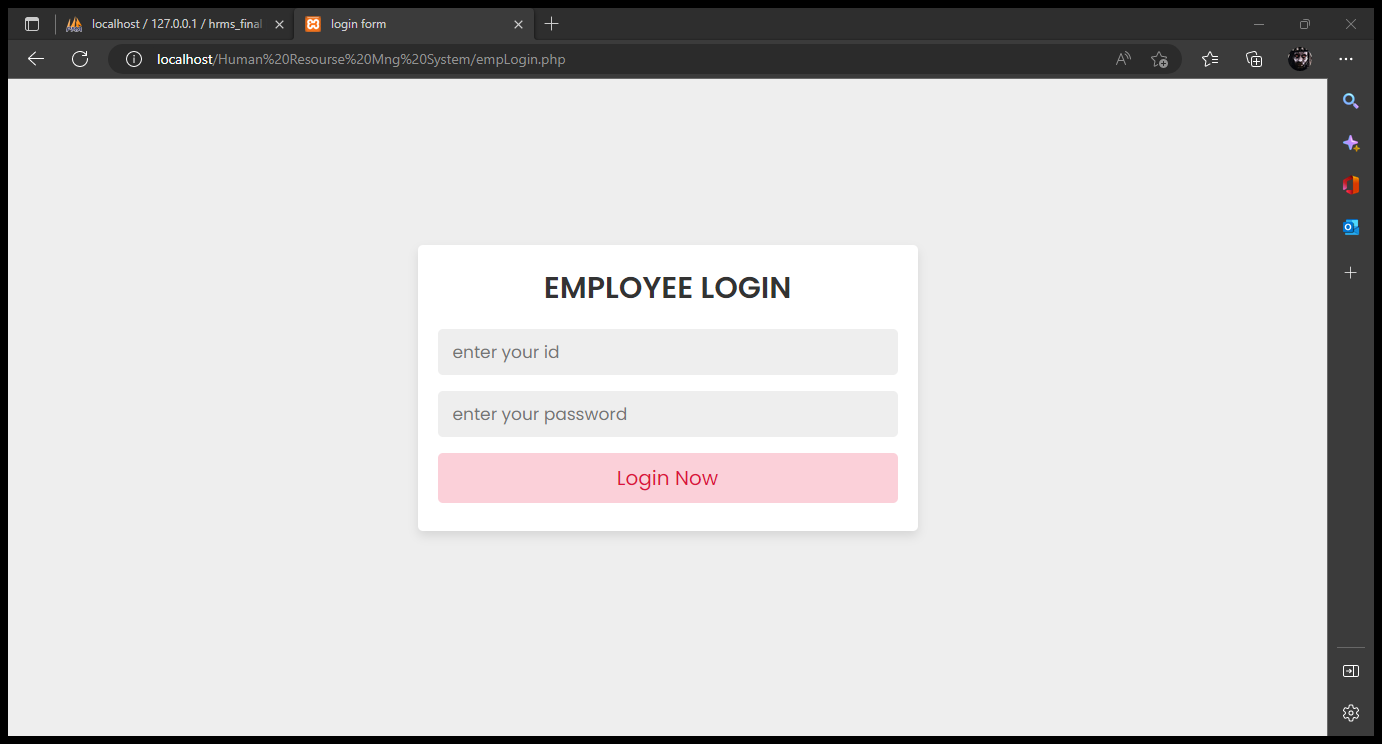 localhost / 127.0.0.1 / hrms_final
login form
localhost/Human%20Resourse%20Mng%20System/empLogin.php
EMPLOYEE LOGIN
enter your id
enter your password
Login Now